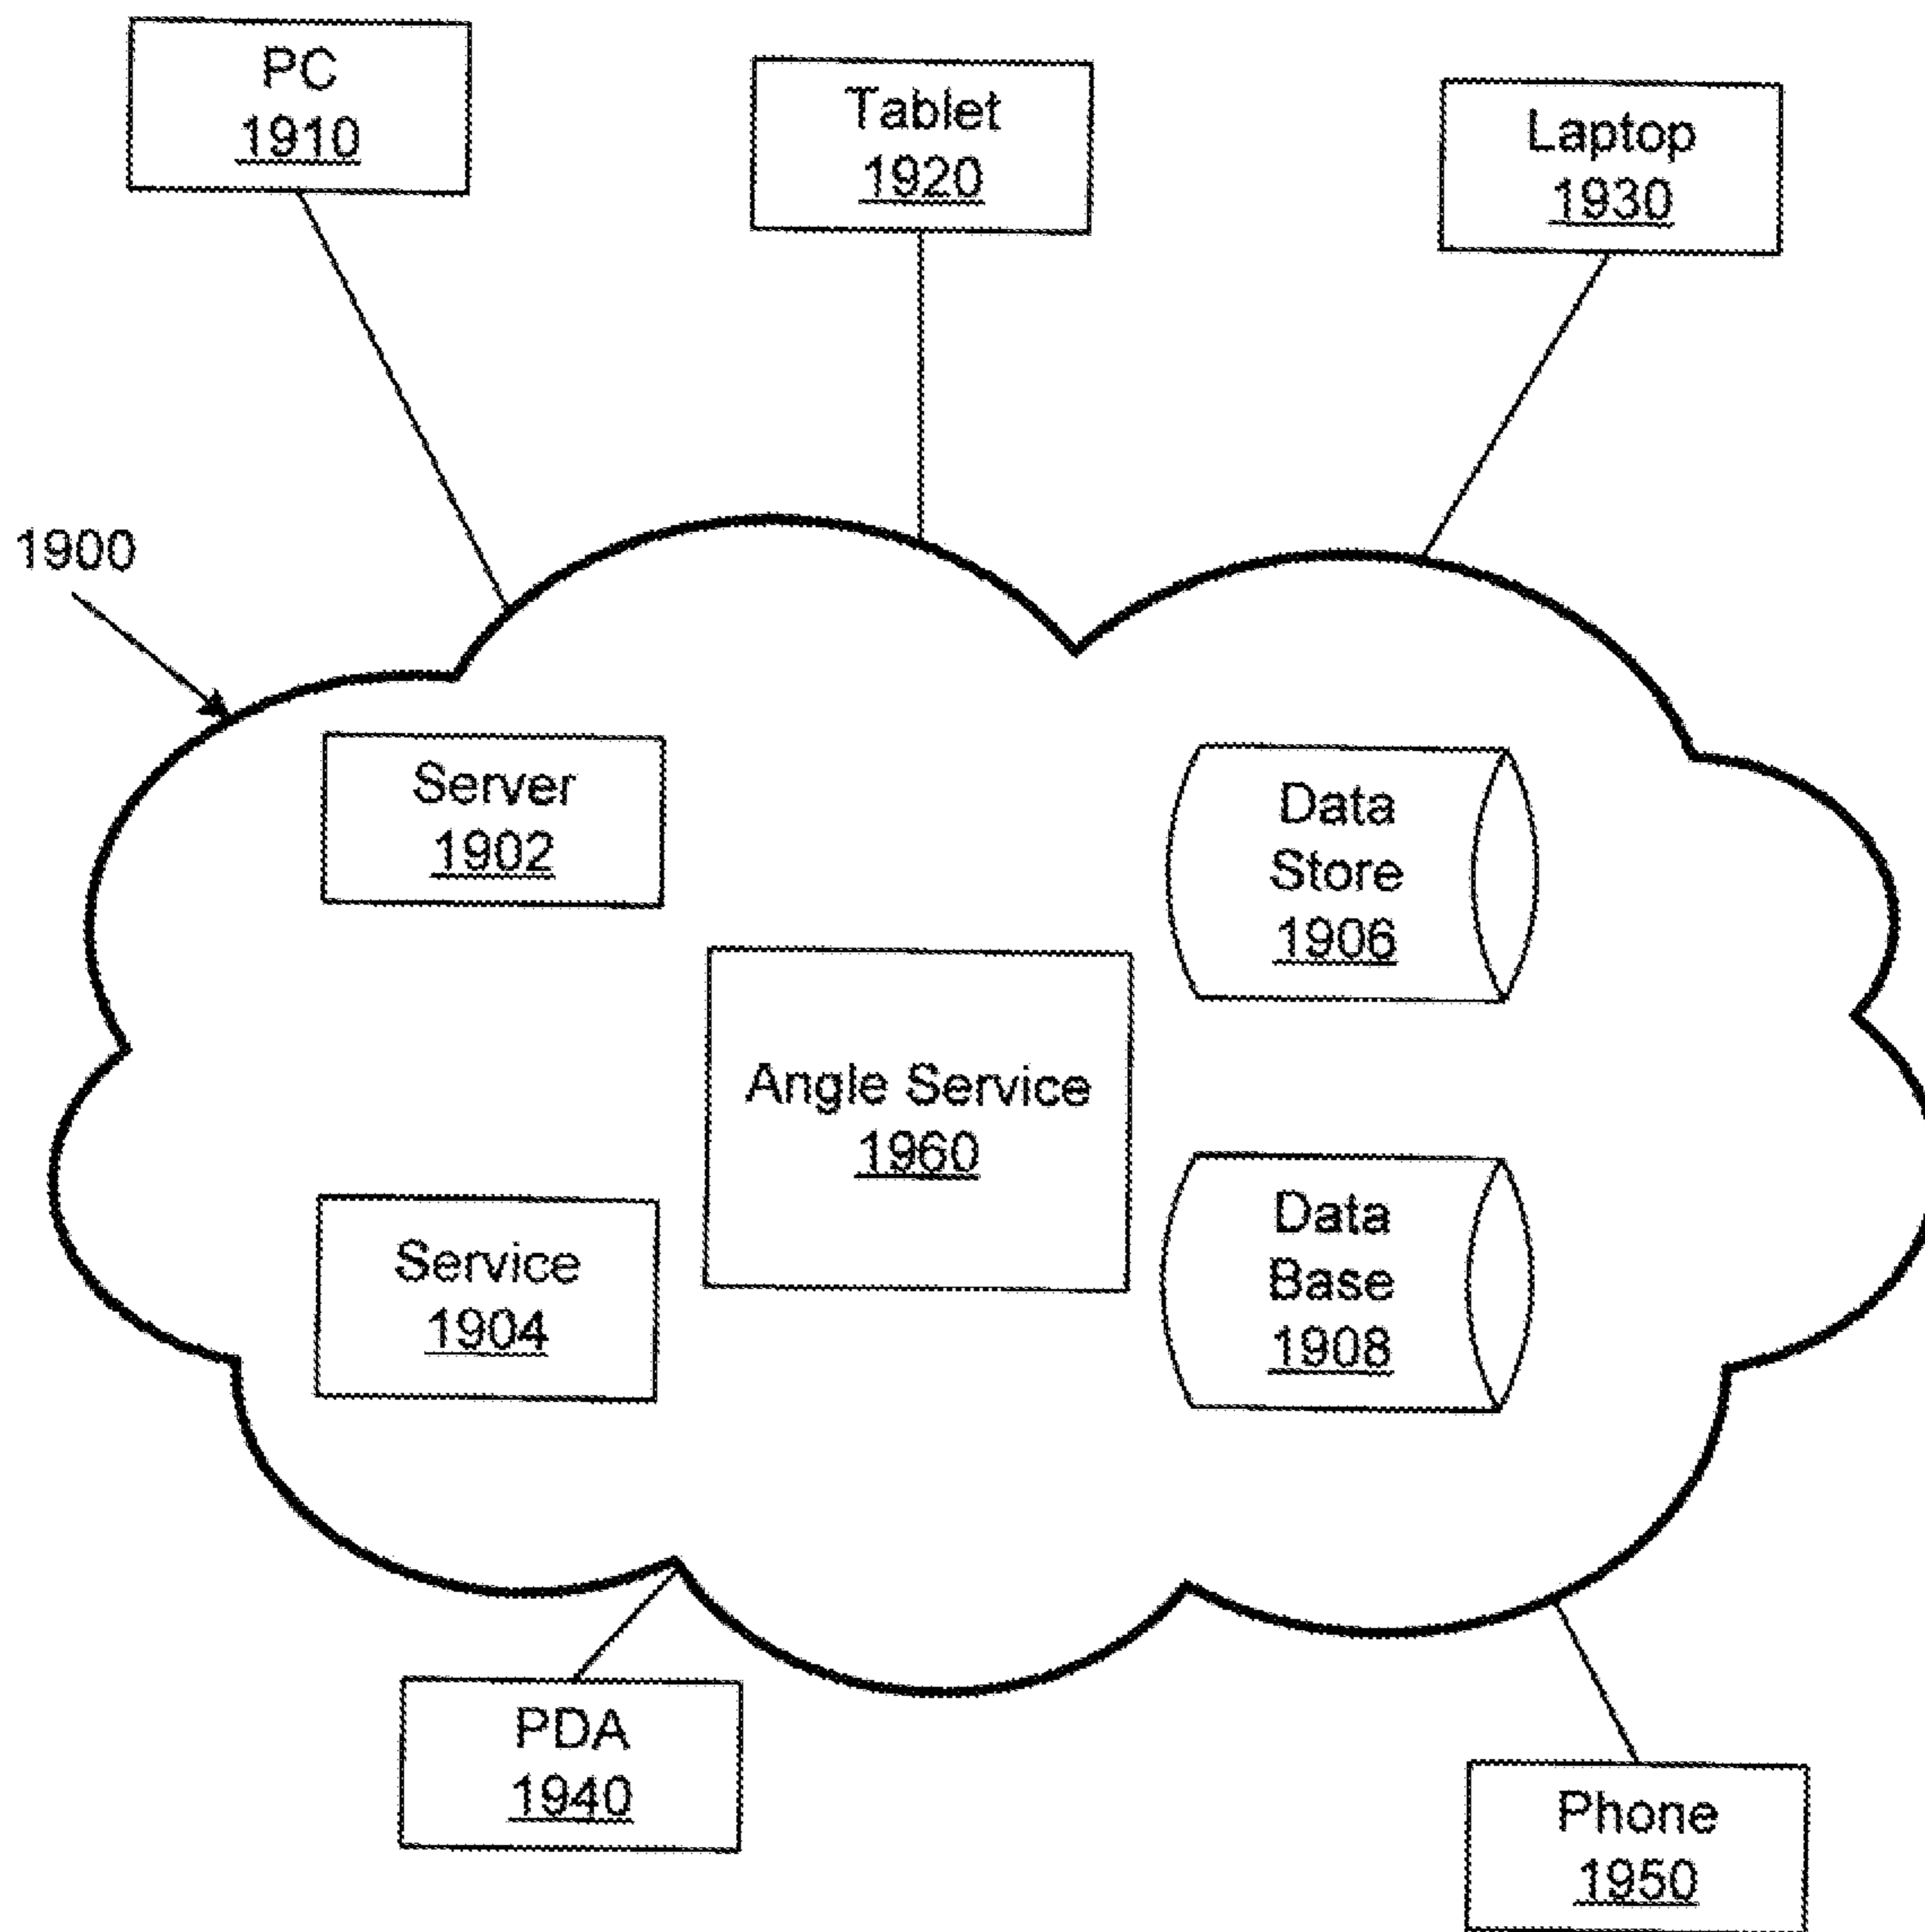 PC
1910
Tablet
1920
Laptop
1930
1900
Server
1902
Data
Store
1906
Angle Service
1960
Service
1904
Data
Base
1908
PDA
1940
Phone
1950